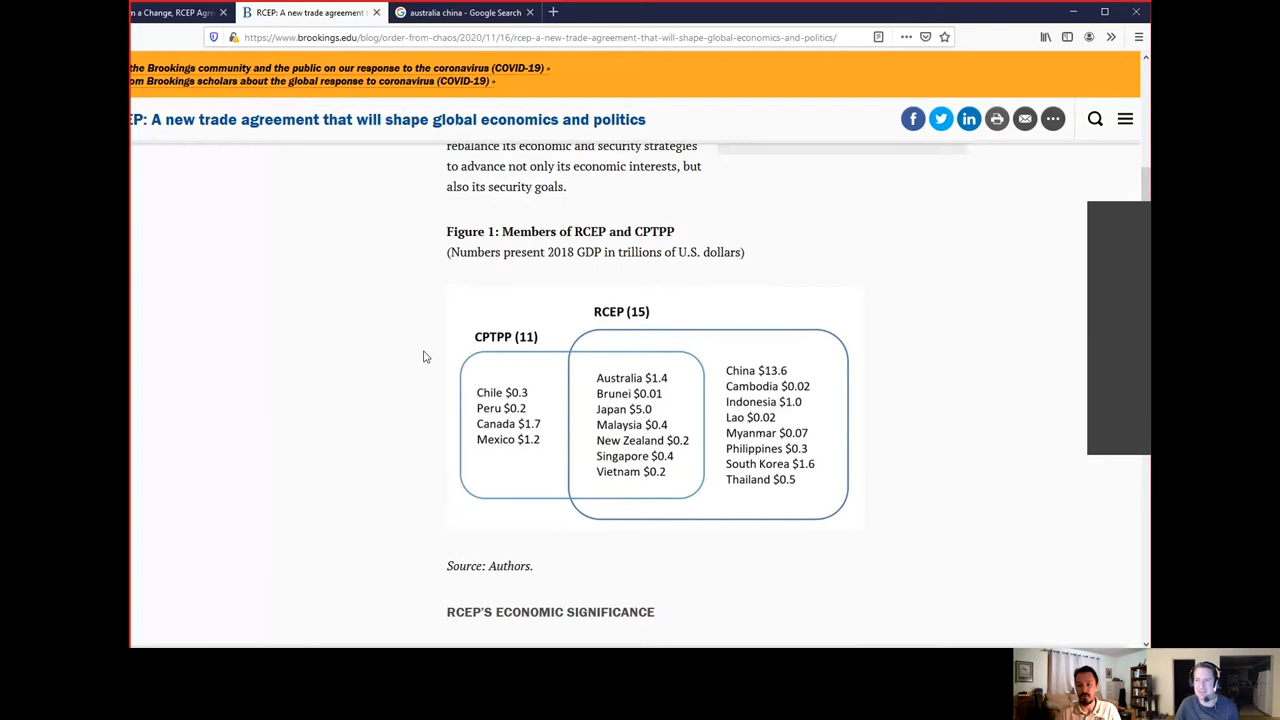 n a Change, RCEP Agre
RCEP: A new trade agreement t
australia china - Google Search
https://www.brookings.edu/blog/order-from-chaos/2020/11/16/rcep-a-new-trade-agreement-that-will-shape-global-economics-and-politics/
the Brookings community and the public on our response to the coronavirus (COVID-19) »
om Brookings scholars about the global response to coronavirus (COVID-19) »
EP: A new trade agreement that will shape global economics and politics
rebalance its economic and security strategies
to advance not only its economic interests, but
also its security goals.
Figure 1: Members of RCEP and CPTPP
(Numbers present 2018 GDP in trillions of U.S. dollars)
RCEP (15)
CPTPP (11)
Chile $0.3
Peru $0.2
Canada $1.7
Mexico $1.2
Australia $1.4
Brunei $0.01
Japan $5.0
Malaysia $0.4
New Zealand $0.2
Singapore $0.4
Vietnam $0.2
China $13.6
Cambodia $0.02
Indonesia $1.0
Lao $0.02
Myanmar $0.07
Philippines $0.3
South Korea $1.6
Thailand $0.5
Source: Authors.
RCEP'S ECONOMIC SIGNIFICANCE